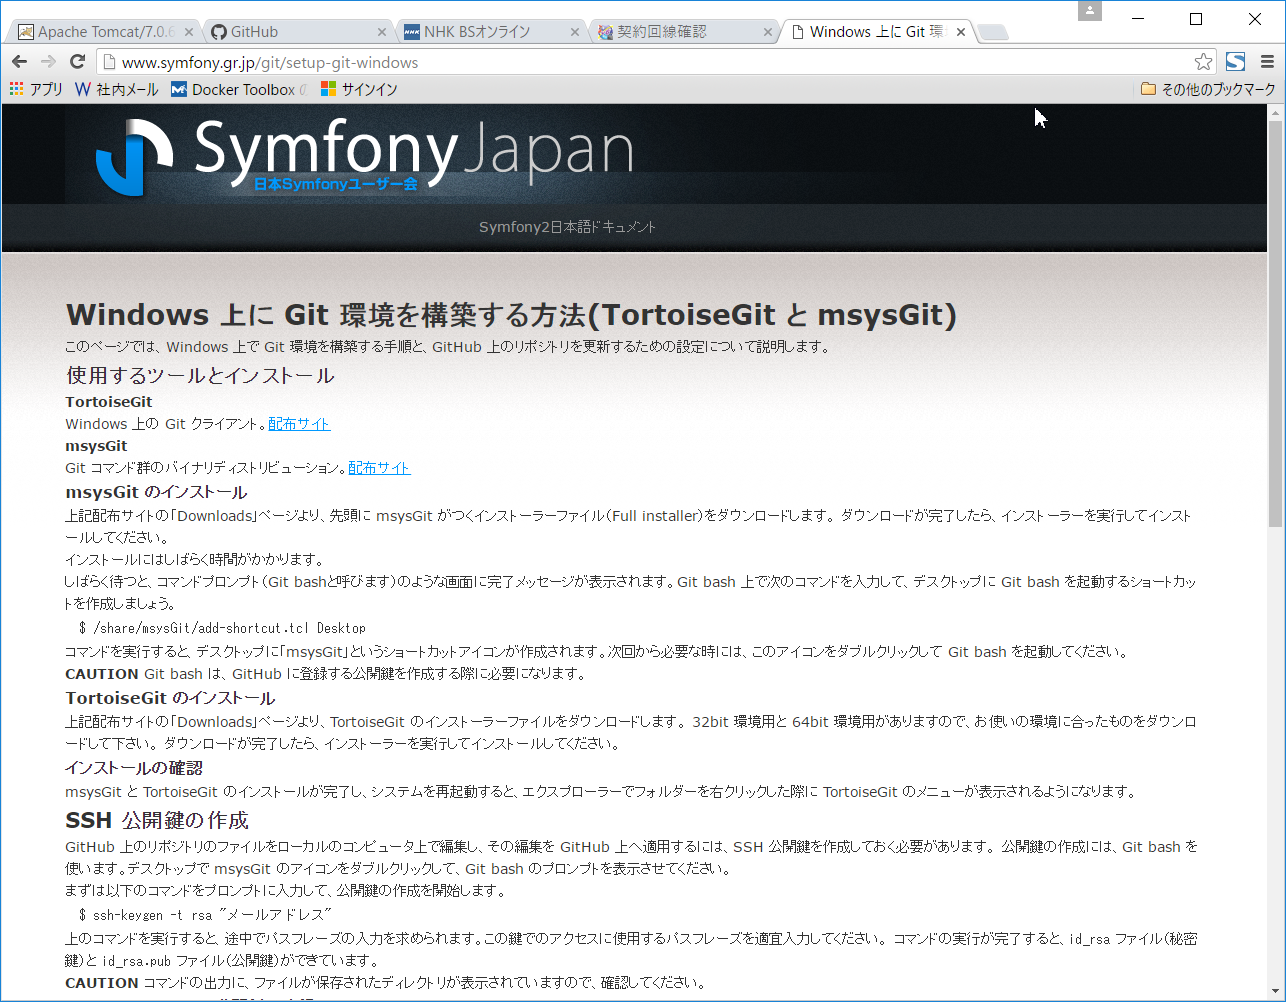 Apache Tomcat/7.0.6
GitHub
NHK BSオンライン
契約回線確認
Windows 上に Git 環
www.symfony.gr.jp/git/setup-git-windows
アプリ
社内メール
Docker Toolbox
サインイン
その他のブックマーク
Symfony Japan
日本Symfonyユーザー会
Symfony2日本語ドキュメント
Windows 上に Git 環境を構築する方法(TortoiseGit と msysGit)
このページでは、Windows 上で Git 環境を構築する手順と、GitHub 上のリポジトリを更新するための設定について説明します。
使用するツールとインストール
TortoiseGit
Windows 上の Git クライアント。配布サイト
msysGit
Git コマンド群のバイナリディストリビューション。配布サイト
msysGit のインストール
上記配布サイトの「Downloads」ページより、先頭に msysGit がつくインストーラーファイル(Full installer)をダウンロードします。 ダウンロードが完了したら、インストーラーを実行してインスト
ールしてください。
インストールにはしばらく時間がかかります。
しばらく待つと、コマンドプロンプト(Git bashと呼びます)のような画面に完了メッセージが表示されます。Git bash 上で次のコマンドを入力して、デスクトップに Git bash を起動するショートカッ
トを作成しましょう。
$ /share/msysGit/add-shortcut.tcl Desktop
コマンドを実行すると、デスクトップに「msysGit」というショートカットアイコンが作成されます。次回から必要な時には、このアイコンをダブルクリックして Git bash を起動してください。
CAUTION Git bash は、GitHub に登録する公開鍵を作成する際に必要になります。
TortoiseGit のインストール
上記配布サイトの「Downloads」ページより、TortoiseGit のインストーラーファイルをダウンロードします。 32bit 環境用と 64bit 環境用がありますので、お使いの環境に合ったものをダウンロ
ードして下さい。 ダウンロードが完了したら、インストーラーを実行してインストールしてください。
インストールの確認
msysGit と TortoiseGit のインストールが完了し、システムを再起動すると、エクスプローラーでフォルダーを右クリックした際に TortoiseGit のメニューが表示されるようになります。
SSH 公開鍵の作成
GitHub 上のリポジトリのファイルをローカルのコンピュータ上で編集し、その編集を GitHub 上へ適用するには、SSH 公開鍵を作成しておく必要があります。 公開鍵の作成には、Git bash を
使います。デスクトップで msysGit のアイコンをダブルクリックして、Git bash のプロンプトを表示させてください。
まずは以下のコマンドをプロンプトに入力して、公開鍵の作成を開始します。
$ ssh-keygen -t rsa "メールアドレス"
上のコマンドを実行すると、途中でパスフレーズの入力を求められます。この鍵でのアクセスに使用するパスフレーズを適宜入力してください。 コマンドの実行が完了すると、id_rsa ファイル(秘密
鍵)と id_rsa.pub ファイル(公開鍵)ができています。
CAUTION コマンドの出力に、ファイルが保存されたディレクトリが表示されていますので、確認してください。